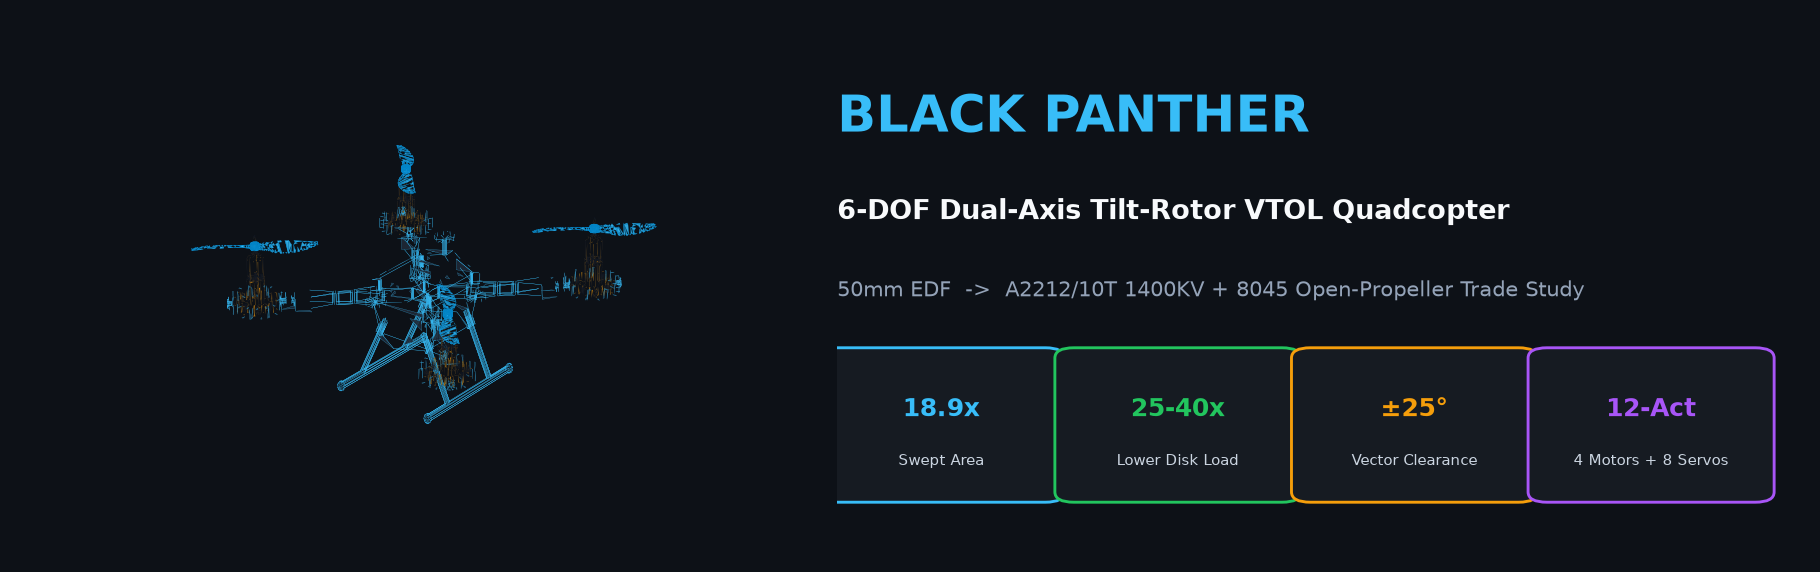 BLACK PANTHER
6-DOF Dual-Axis Tilt-Rotor VTOL Quadcopter
50mm EDF -> A2212/10T 1400KV + 8045 Open-Propeller Trade Study
18.9x
Swept Area
25-40x
Lower Disk Load
±25°
Vector Clearance
12-Act
4 Motors + 8 Servos